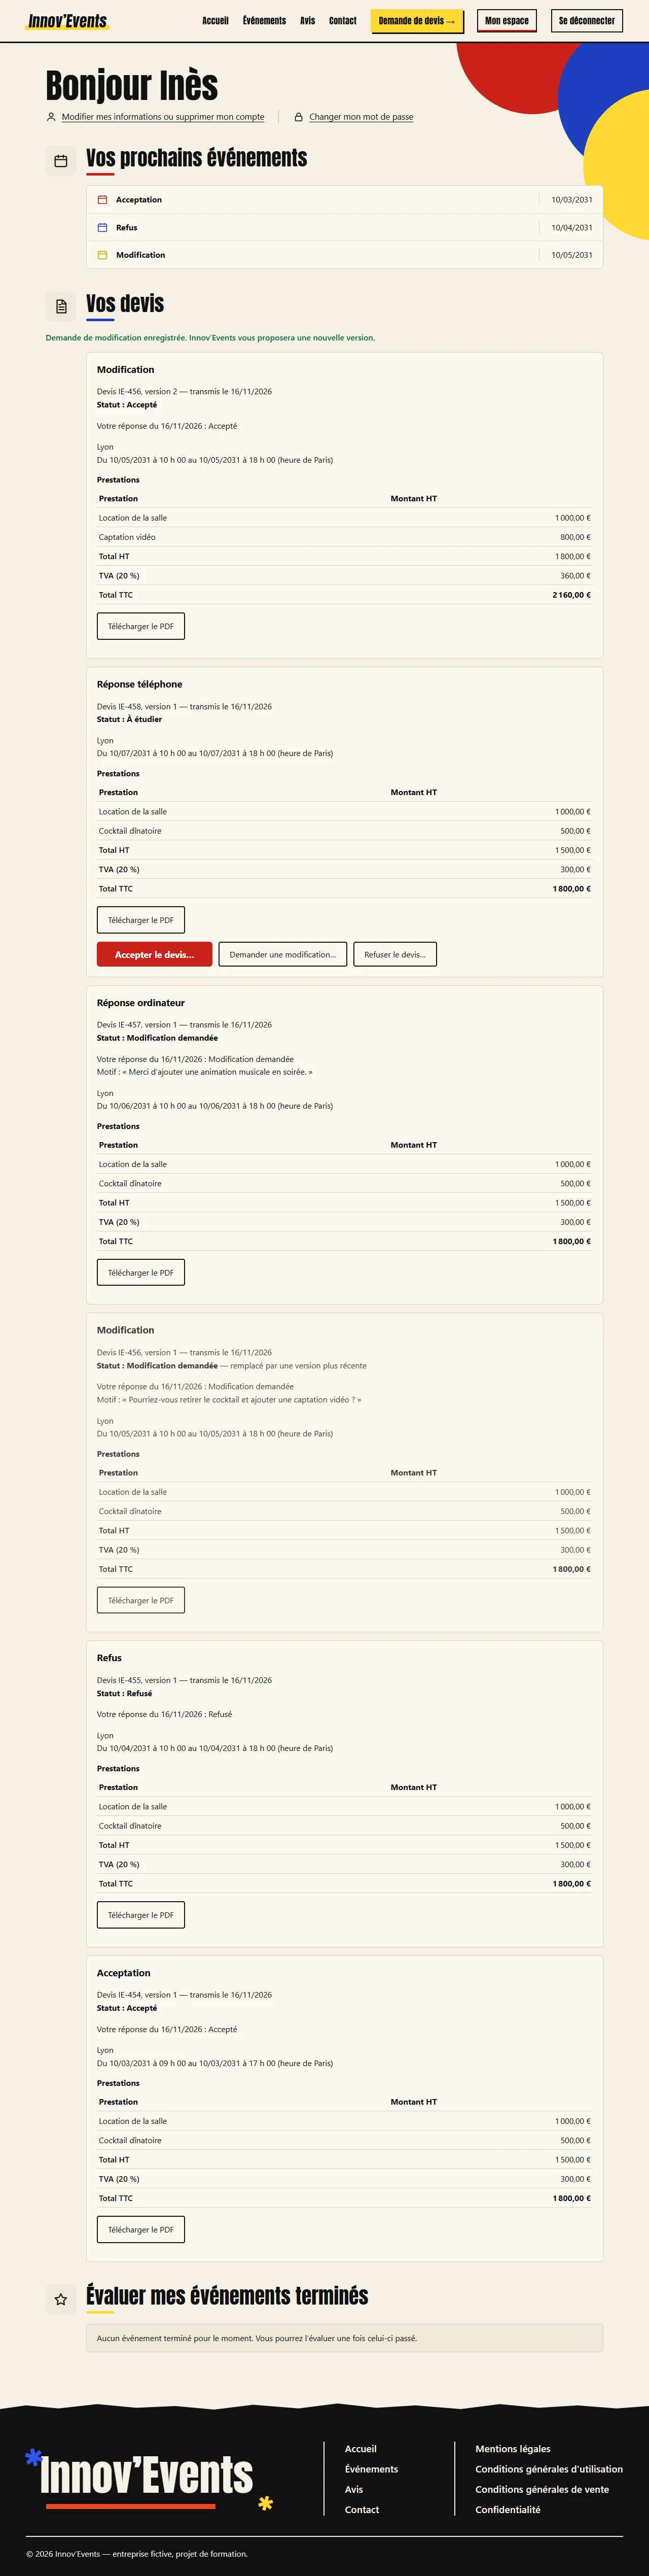 Innov'Events
Accueil
Événements
Avis
Contact
Demande de devis →
Mon espace
Se déconnecter
Bonjour Inès
Modifier mes informations ou supprimer mon compte
Changer mon mot de passe
Vos prochains événements
Acceptation 10/03/2031
Refus 10/04/2031
Modification 10/05/2031
Vos devis
Demande de modification enregistrée. Innov'Events vous proposera une nouvelle version.
Modification
Devis IE-456, version 2 — transmis le 16/11/2026
Statut : Accepté
Votre réponse du 16/11/2026 : Accepté
Lyon
Du 10/05/2031 à 10 h 00 au 10/05/2031 à 18 h 00 (heure de Paris)
Prestations
Prestation Montant HT
Location de la salle 1 000,00 €
Captation vidéo 800,00 €
Total HT 1 800,00 €
TVA (20 %) 360,00 €
Total TTC 2 160,00 €
Télécharger le PDF
Réponse téléphone
Devis IE-458, version 1 — transmis le 16/11/2026
Statut : À étudier
Lyon
Du 10/07/2031 à 10 h 00 au 10/07/2031 à 18 h 00 (heure de Paris)
Prestations
Prestation Montant HT
Location de la salle 1 000,00 €
Cocktail dînatoire 500,00 €
Total HT 1 500,00 €
TVA (20 %) 300,00 €
Total TTC 1 800,00 €
Télécharger le PDF
Accepter le devis…
Demander une modification…
Refuser le devis…
Réponse ordinateur
Devis IE-457, version 1 — transmis le 16/11/2026
Statut : Modification demandée
Votre réponse du 16/11/2026 : Modification demandée
Motif : « Merci d'ajouter une animation musicale en soirée. »
Lyon
Du 10/06/2031 à 10 h 00 au 10/06/2031 à 18 h 00 (heure de Paris)
Prestations
Prestation Montant HT
Location de la salle 1 000,00 €
Cocktail dînatoire 500,00 €
Total HT 1 500,00 €
TVA (20 %) 300,00 €
Total TTC 1 800,00 €
Télécharger le PDF
Modification
Devis IE-456, version 1 — transmis le 16/11/2026
Statut : Modification demandée — remplacé par une version plus récente
Votre réponse du 16/11/2026 : Modification demandée
Motif : « Pourriez-vous retirer le cocktail et ajouter une captation vidéo ? »
Lyon
Du 10/05/2031 à 10 h 00 au 10/05/2031 à 18 h 00 (heure de Paris)
Prestations
Prestation Montant HT
Location de la salle 1 000,00 €
Cocktail dînatoire 500,00 €
Total HT 1 500,00 €
TVA (20 %) 300,00 €
Total TTC 1 800,00 €
Télécharger le PDF
Refus
Devis IE-455, version 1 — transmis le 16/11/2026
Statut : Refusé
Votre réponse du 16/11/2026 : Refusé
Lyon
Du 10/04/2031 à 10 h 00 au 10/04/2031 à 18 h 00 (heure de Paris)
Prestations
Prestation Montant HT
Location de la salle 1 000,00 €
Cocktail dînatoire 500,00 €
Total HT 1 500,00 €
TVA (20 %) 300,00 €
Total TTC 1 800,00 €
Télécharger le PDF
Acceptation
Devis IE-454, version 1 — transmis le 16/11/2026
Statut : Accepté
Votre réponse du 16/11/2026 : Accepté
Lyon
Du 10/03/2031 à 09 h 00 au 10/03/2031 à 17 h 00 (heure de Paris)
Prestations
Prestation Montant HT
Location de la salle 1 000,00 €
Cocktail dînatoire 500,00 €
Total HT 1 500,00 €
TVA (20 %) 300,00 €
Total TTC 1 800,00 €
Télécharger le PDF
Évaluer mes événements terminés
Aucun événement terminé pour le moment. Vous pourrez l'évaluer une fois celui-ci passé.
Innov'Events
Accueil
Événements
Avis
Contact
Mentions légales
Conditions générales d'utilisation
Conditions générales de vente
Confidentialité
© 2026 Innov'Events — entreprise fictive, projet de formation.